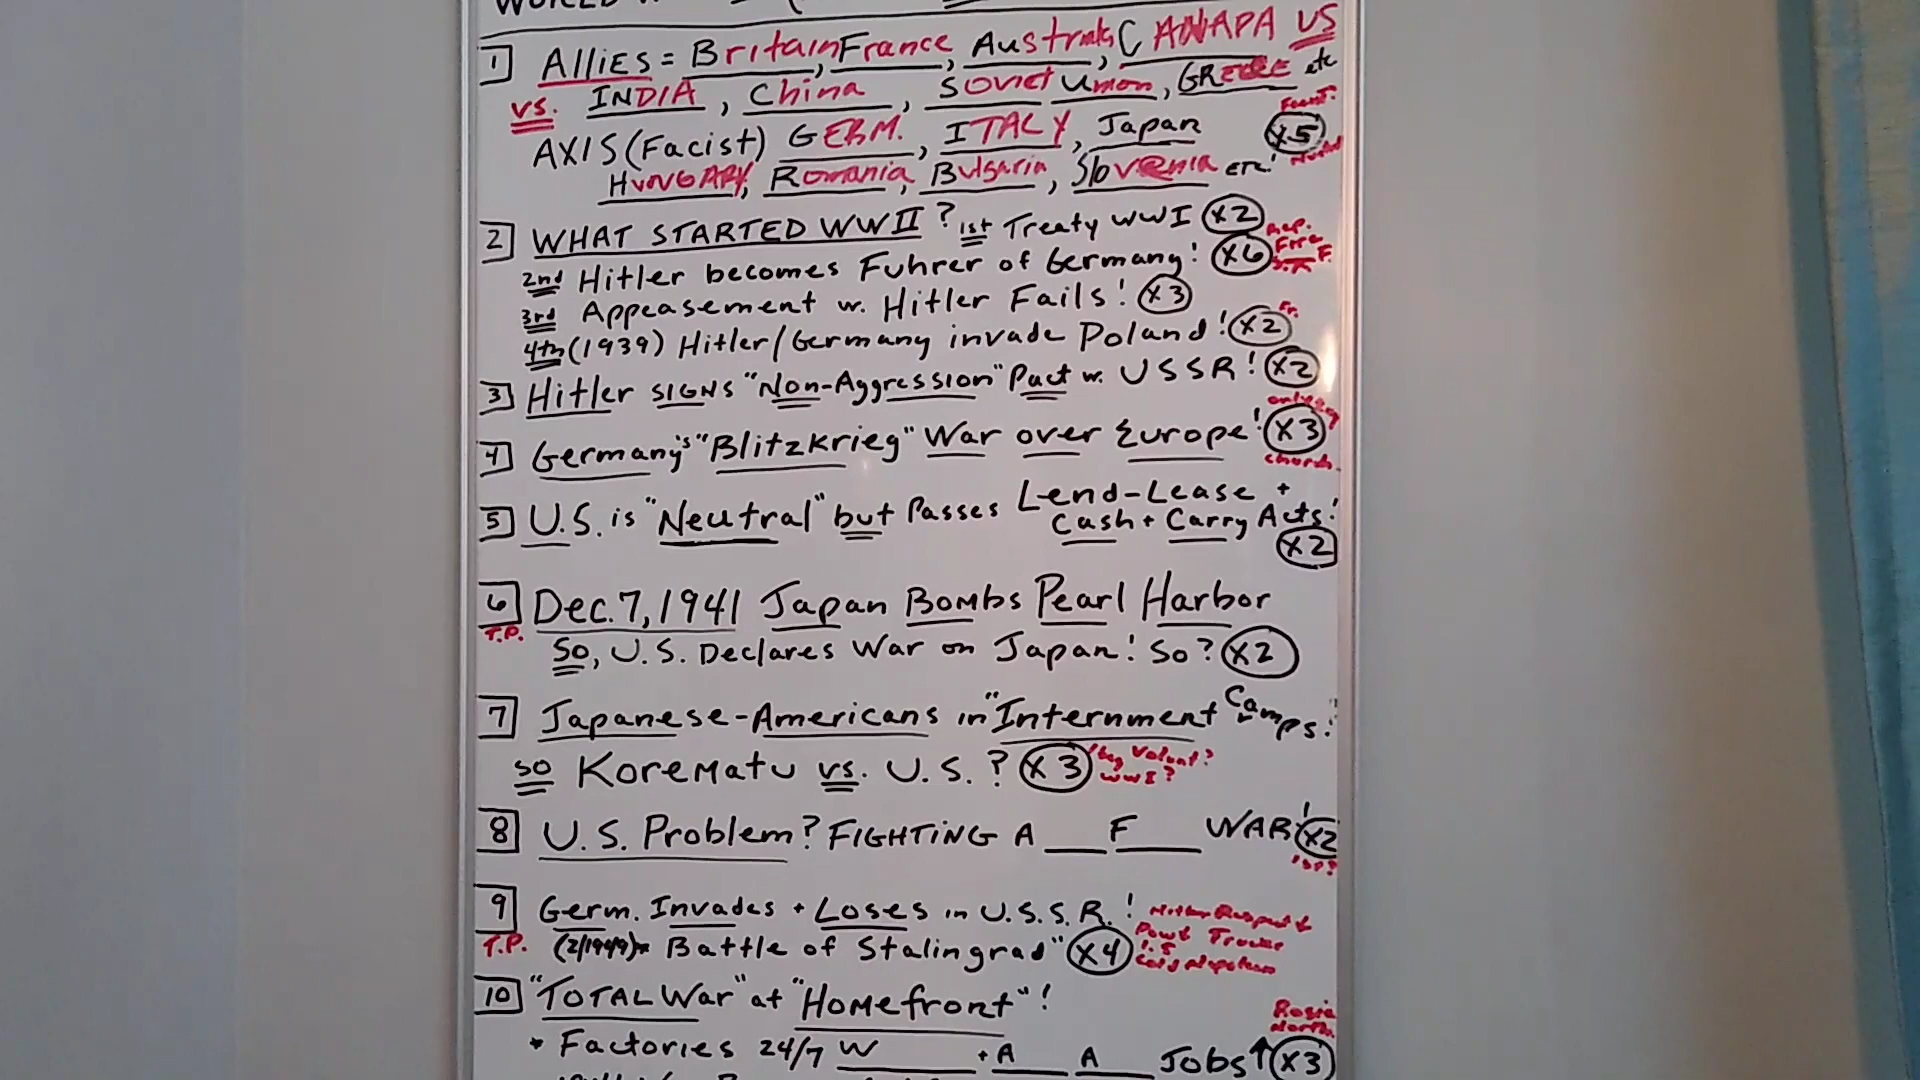 1 Allies = Britain, France, Australia, CANADA US
vs. INDIA, China, Soviet Union, GREECE etc
AXIS (Facist) GERM., ITALY, Japan x5
HUNGARY, Romania, Bulgaria, Slovenia ETC!
2 WHAT STARTED WWII? 1st Treaty WWI x2
2nd Hitler becomes Fuhrer of Germany! x6
3rd Appeasement w. Hitler Fails! x3
4th (1939) Hitler/Germany invade Poland! x2 Fr.
3 Hitler SIGNS "Non-Aggression" Pact w. USSR! x2
4 Germany's "Blitzkrieg" War over Europe! x3
church.
5 U.S. is "Neutral" but Passes Lend-Lease +
Cash + Carry Acts!
x2
6 Dec. 7, 1941 Japan Bombs Pearl Harbor
T.P. So, U.S. Declares War on Japan! So? x2
7 Japanese-Americans in "Internment Camps!"
so Korematu vs. U.S.? x3
WWI?
8 U.S. Problem? FIGHTING A ___ F ___ WAR! x2
9 Germ. Invades + Loses in U.S.S.R.!
T.P. Battle of Stalingrad" x4
10 "TOTAL War" at "Homefront"!
Rosie
* Factories 24/7 W ___ + A ___ A ___ Jobs ↑ x3